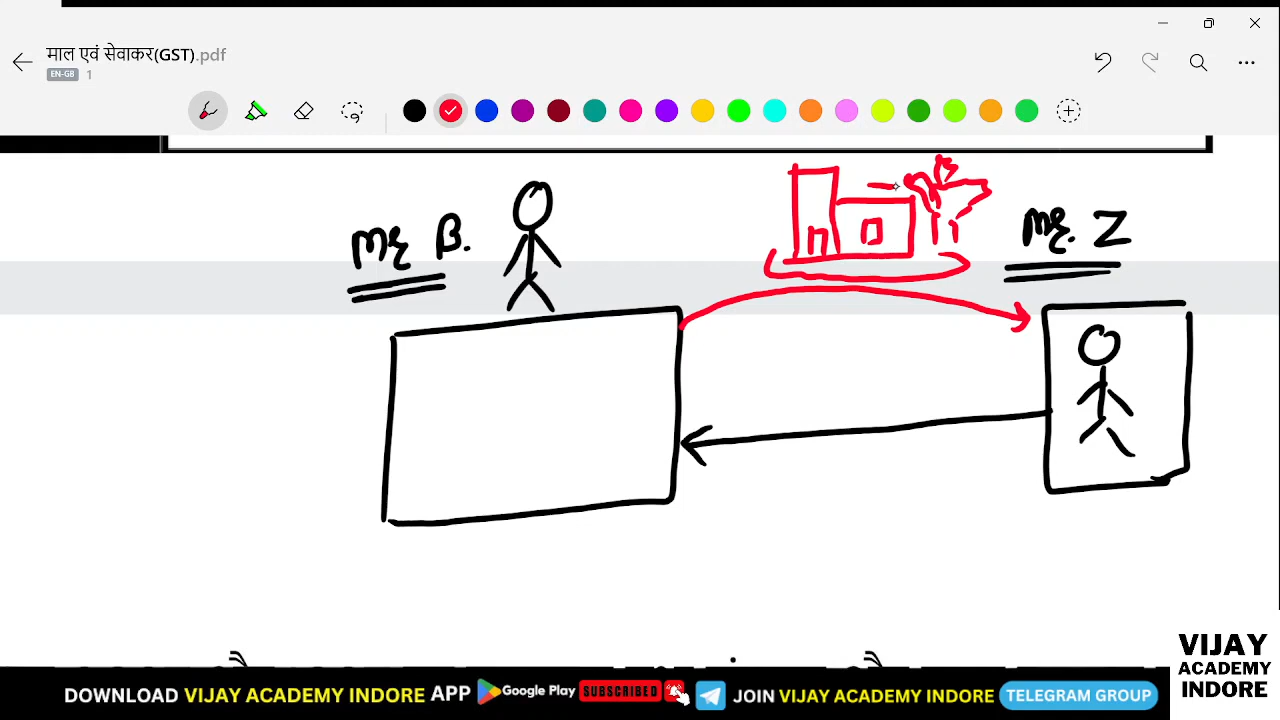 माल एवं सेवाकर(GST).pdf
EN-GB 1
Mr B.
Mr. Z
VIJAY
ACADEMY
INDORE
DOWNLOAD VIJAY ACADEMY INDORE APP Google Play SUBSCRIBED JOIN VIJAY ACADEMY INDORE TELEGRAM GROUP